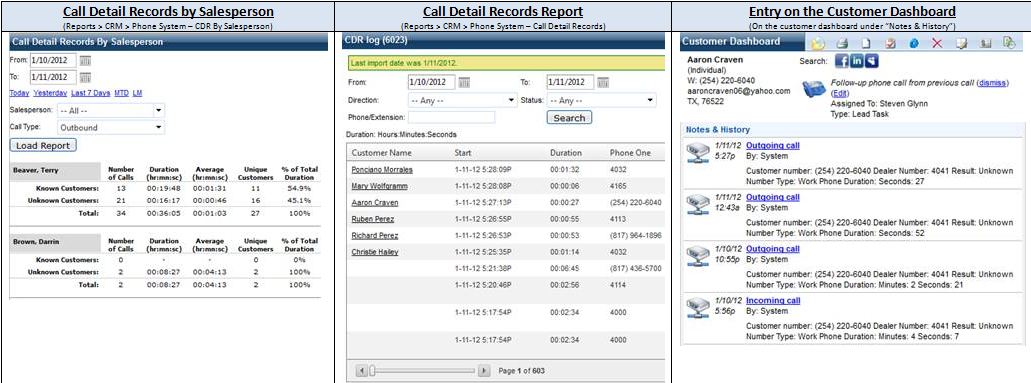 Call Detail Records by Salesperson
(Reports > CRM > Phone System – CDR By Salesperson)
Call Detail Records By Salesperson
From: 1/10/2012
To: 1/11/2012
Today Yesterday Last 7 Days MTD LM
Salesperson: -- All --
Call Type: Outbound
Load Report
Beaver, Terry Number of Calls Duration (hr:mn:sc) Average (hr:mn:sc) Unique Customers % of Total Duration
Known Customers: 13 00:19:48 00:01:31 11 54.9%
Unknown Customers: 21 00:16:17 00:00:46 16 45.1%
Total: 34 00:36:05 00:01:03 27 100%
Brown, Darrin Number of Calls Duration (hr:mn:sc) Average (hr:mn:sc) Unique Customers % of Total Duration
Known Customers: 0 - - 0 0%
Unknown Customers: 2 00:08:27 00:04:13 2 100%
Total: 2 00:08:27 00:04:13 2 100%
Call Detail Records Report
(Reports > CRM > Phone System – Call Detail Records)
CDR log (6023)
Last import date was 1/11/2012.
From: 1/10/2012 To: 1/11/2012
Direction: -- Any -- Status: -- Any --
Phone/Extension: Search
Duration: Hours:Minutes:Seconds
Customer Name Start Duration Phone One
Ponciano Morrales 1-11-12 5:28:09P 00:01:32 4032
Mary Wolfgramm 1-11-12 5:28:08P 00:00:06 4165
Aaron Craven 1-11-12 5:27:13P 00:00:27 (254) 220-6040
Ruben Perez 1-11-12 5:26:55P 00:00:55 4113
Richard Perez 1-11-12 5:26:53P 00:00:53 (817) 964-1896
Christie Hailey 1-11-12 5:25:35P 00:01:14 4032
1-11-12 5:21:38P 00:06:45 (817) 436-5700
1-11-12 5:20:46P 00:02:56 4114
1-11-12 5:17:54P 00:02:34 4000
1-11-12 5:17:54P 00:02:34 4000
Page 1 of 603
Entry on the Customer Dashboard
(On the customer dashboard under "Notes & History")
Customer Dashboard
Aaron Craven
(Individual)
W: (254) 220-6040
aaroncraven06@yahoo.com
TX, 76522
Search:
Follow-up phone call from previous call (dismiss)
(Edit)
Assigned To: Steven Glynn
Type: Lead Task
Notes & History
1/11/12 Outgoing call
5:27p By: System
Customer number: (254) 220-6040 Dealer Number: 4041 Result: Unknown
Number Type: Work Phone Duration: Seconds: 27
1/11/12 Outgoing call
12:43a By: System
Customer number: (254) 220-6040 Dealer Number: 4041 Result: Unknown
Number Type: Work Phone Duration: Seconds: 52
1/10/12 Outgoing call
10:55p By: System
Customer number: (254) 220-6040 Dealer Number: 4041 Result: Unknown
Number Type: Work Phone Duration: Minutes: 2 Seconds: 21
1/10/12 Incoming call
5:56p By: System
Customer number: (254) 220-6040 Dealer Number: 4041 Result: Unknown
Number Type: Work Phone Duration: Minutes: 4 Seconds: 7